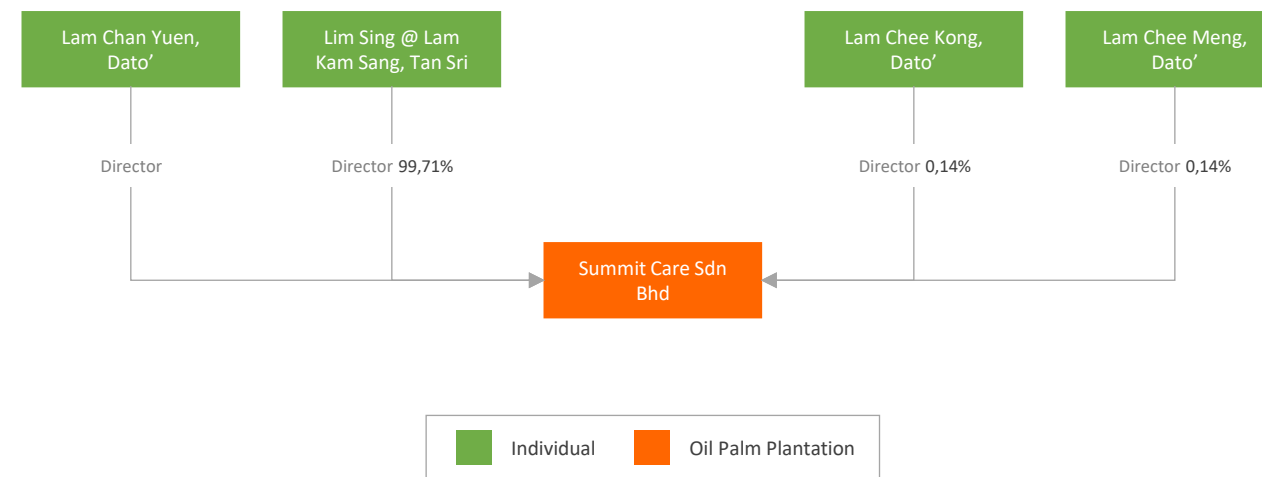 Lam Chan Yuen,
Dato’
Lim Sing @ Lam
Kam Sang, Tan Sri
Lam Chee Kong,
Dato’
Lam Chee Meng,
Dato’
Director
Director 99,71%
Director 0,14%
Director 0,14%
Summit Care Sdn
Bhd
Individual
Oil Palm Plantation